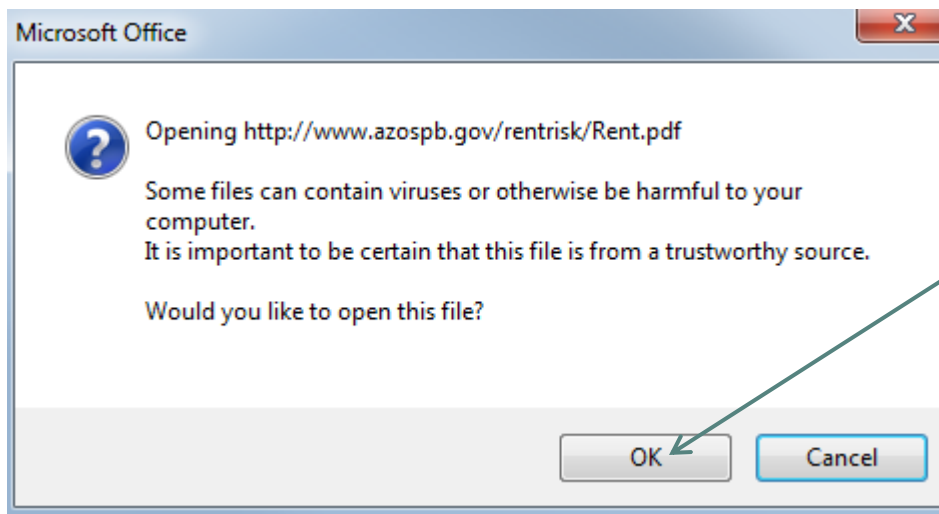 Microsoft Office
Opening http://www.azospb.gov/rentrisk/Rent.pdf
Some files can contain viruses or otherwise be harmful to your
computer.
It is important to be certain that this file is from a trustworthy source.
Would you like to open this file?
OK
Cancel